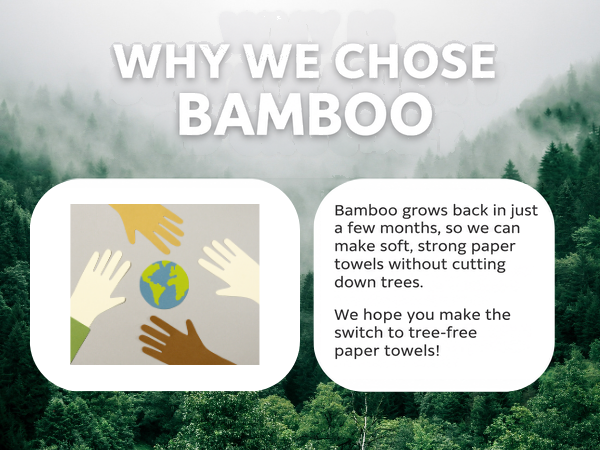 WHY WE CHOSE
BAMBOO
Bamboo grows back in just
a few months, so we can
make soft, strong paper
towels without cutting
down trees.
We hope you make the
switch to tree-free
paper towels!